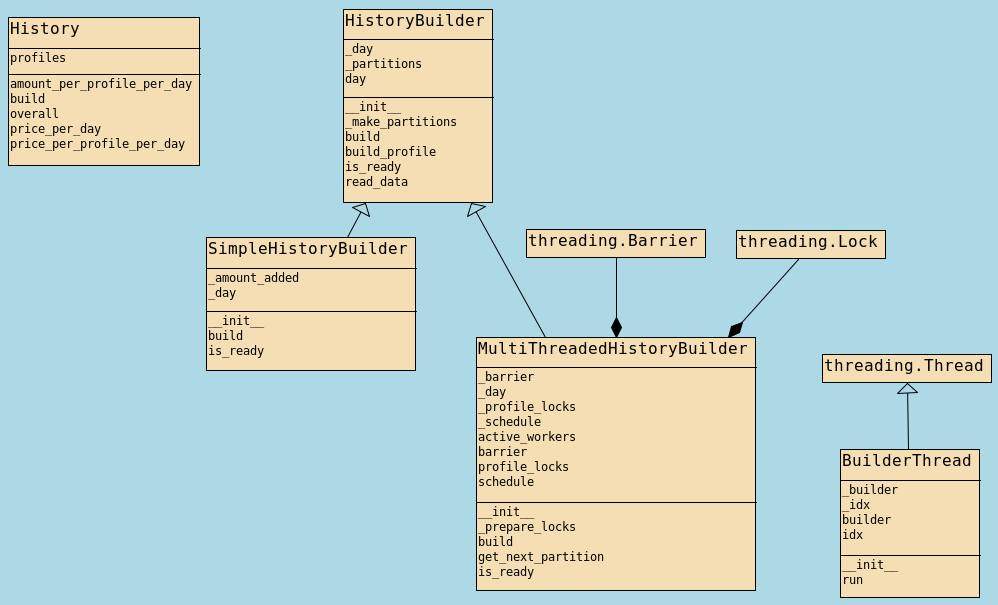 History
profiles
amount_per_profile_per_day
build
overall
price_per_day
price_per_profile_per_day
HistoryBuilder
_day
_partitions
day
__init__
_make_partitions
build
build_profile
is_ready
read_data
SimpleHistoryBuilder
_amount_added
_day
__init__
build
is_ready
threading.Barrier
threading.Lock
MultiThreadedHistoryBuilder
_barrier
_day
_profile_locks
_schedule
active_workers
barrier
profile_locks
schedule
__init__
_prepare_locks
build
get_next_partition
is_ready
threading.Thread
BuilderThread
_builder
_idx
builder
idx
__init__
run